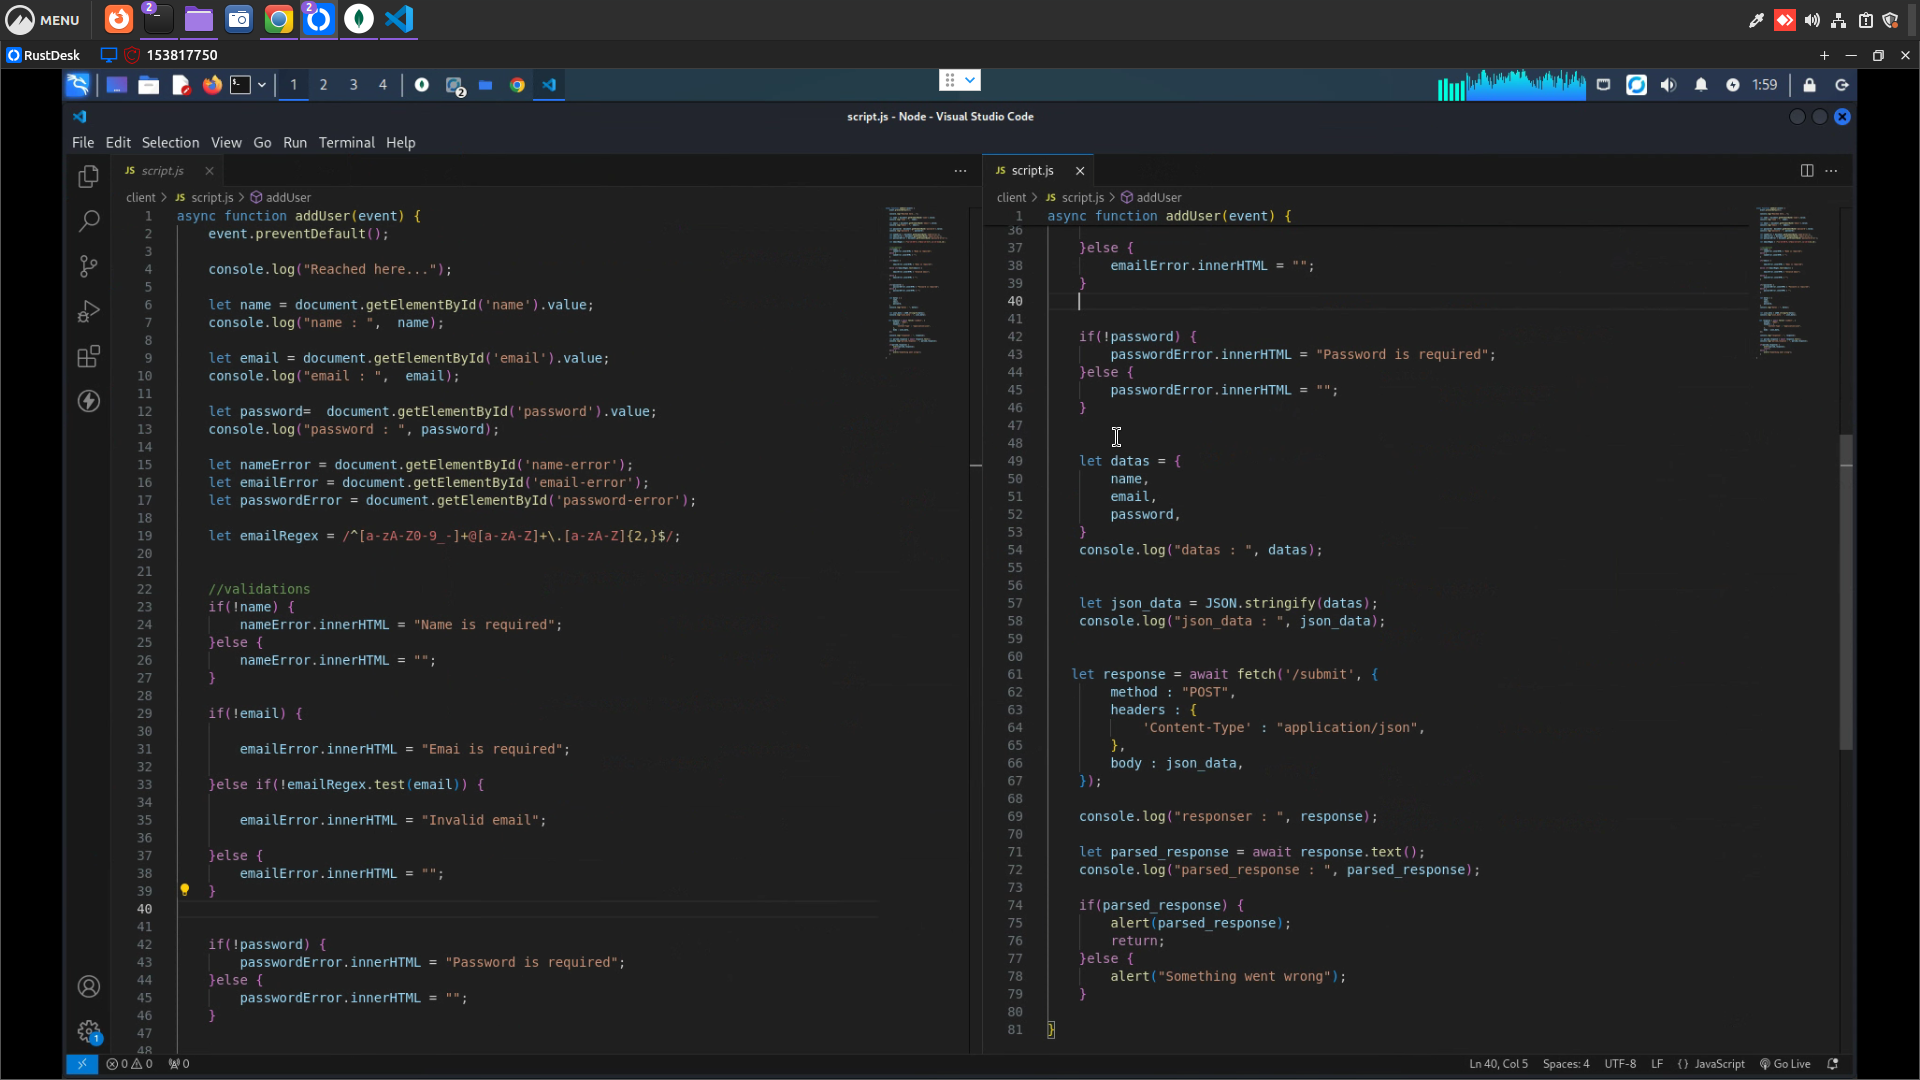 MENU
2
2
RustDesk
153817750
1 2 3 4
2
1:59
script.js - Node - Visual Studio Code
File Edit Selection View Go Run Terminal Help
JS script.js
client > JS script.js > addUser
1 async function addUser(event) {
2 event.preventDefault();
3
4 console.log("Reached here...");
5
6 let name = document.getElementById('name').value;
7 console.log("name : ",  name);
8
9 let email = document.getElementById('email').value;
10 console.log("email : ",  email);
11
12 let password=  document.getElementById('password').value;
13 console.log("password : ", password);
14
15 let nameError = document.getElementById('name-error');
16 let emailError = document.getElementById('email-error');
17 let passwordError = document.getElementById('password-error');
18
19 let emailRegex = /^[a-zA-Z0-9_-]+@[a-zA-Z]+\.[a-zA-Z]{2,}$/;
20
21
22 //validations
23 if(!name) {
24 nameError.innerHTML = "Name is required";
25 }else {
26 nameError.innerHTML = "";
27 }
28
29 if(!email) {
30
31 emailError.innerHTML = "Emai is required";
32
33 }else if(!emailRegex.test(email)) {
34
35 emailError.innerHTML = "Invalid email";
36
37 }else {
38 emailError.innerHTML = "";
39 }
40
41
42 if(!password) {
43 passwordError.innerHTML = "Password is required";
44 }else {
45 passwordError.innerHTML = "";
46 }
47
48
JS script.js
client > JS script.js > addUser
1 async function addUser(event) {
36
37 }else {
38 emailError.innerHTML = "";
39 }
40
41
42 if(!password) {
43 passwordError.innerHTML = "Password is required";
44 }else {
45 passwordError.innerHTML = "";
46 }
47
48
49 let datas = {
50 name,
51 email,
52 password,
53 }
54 console.log("datas : ", datas);
55
56
57 let json_data = JSON.stringify(datas);
58 console.log("json_data : ", json_data);
59
60
61 let response = await fetch('/submit', {
62 method : "POST",
63 headers : {
64 'Content-Type' : "application/json",
65 },
66 body : json_data,
67 });
68
69 console.log("responser : ", response);
70
71 let parsed_response = await response.text();
72 console.log("parsed_response : ", parsed_response);
73
74 if(parsed_response) {
75 alert(parsed_response);
76 return;
77 }else {
78 alert("Something went wrong");
79 }
80
81 }
1
0 0 0 Ln 40, Col 5 Spaces: 4 UTF-8 LF {} JavaScript Go Live